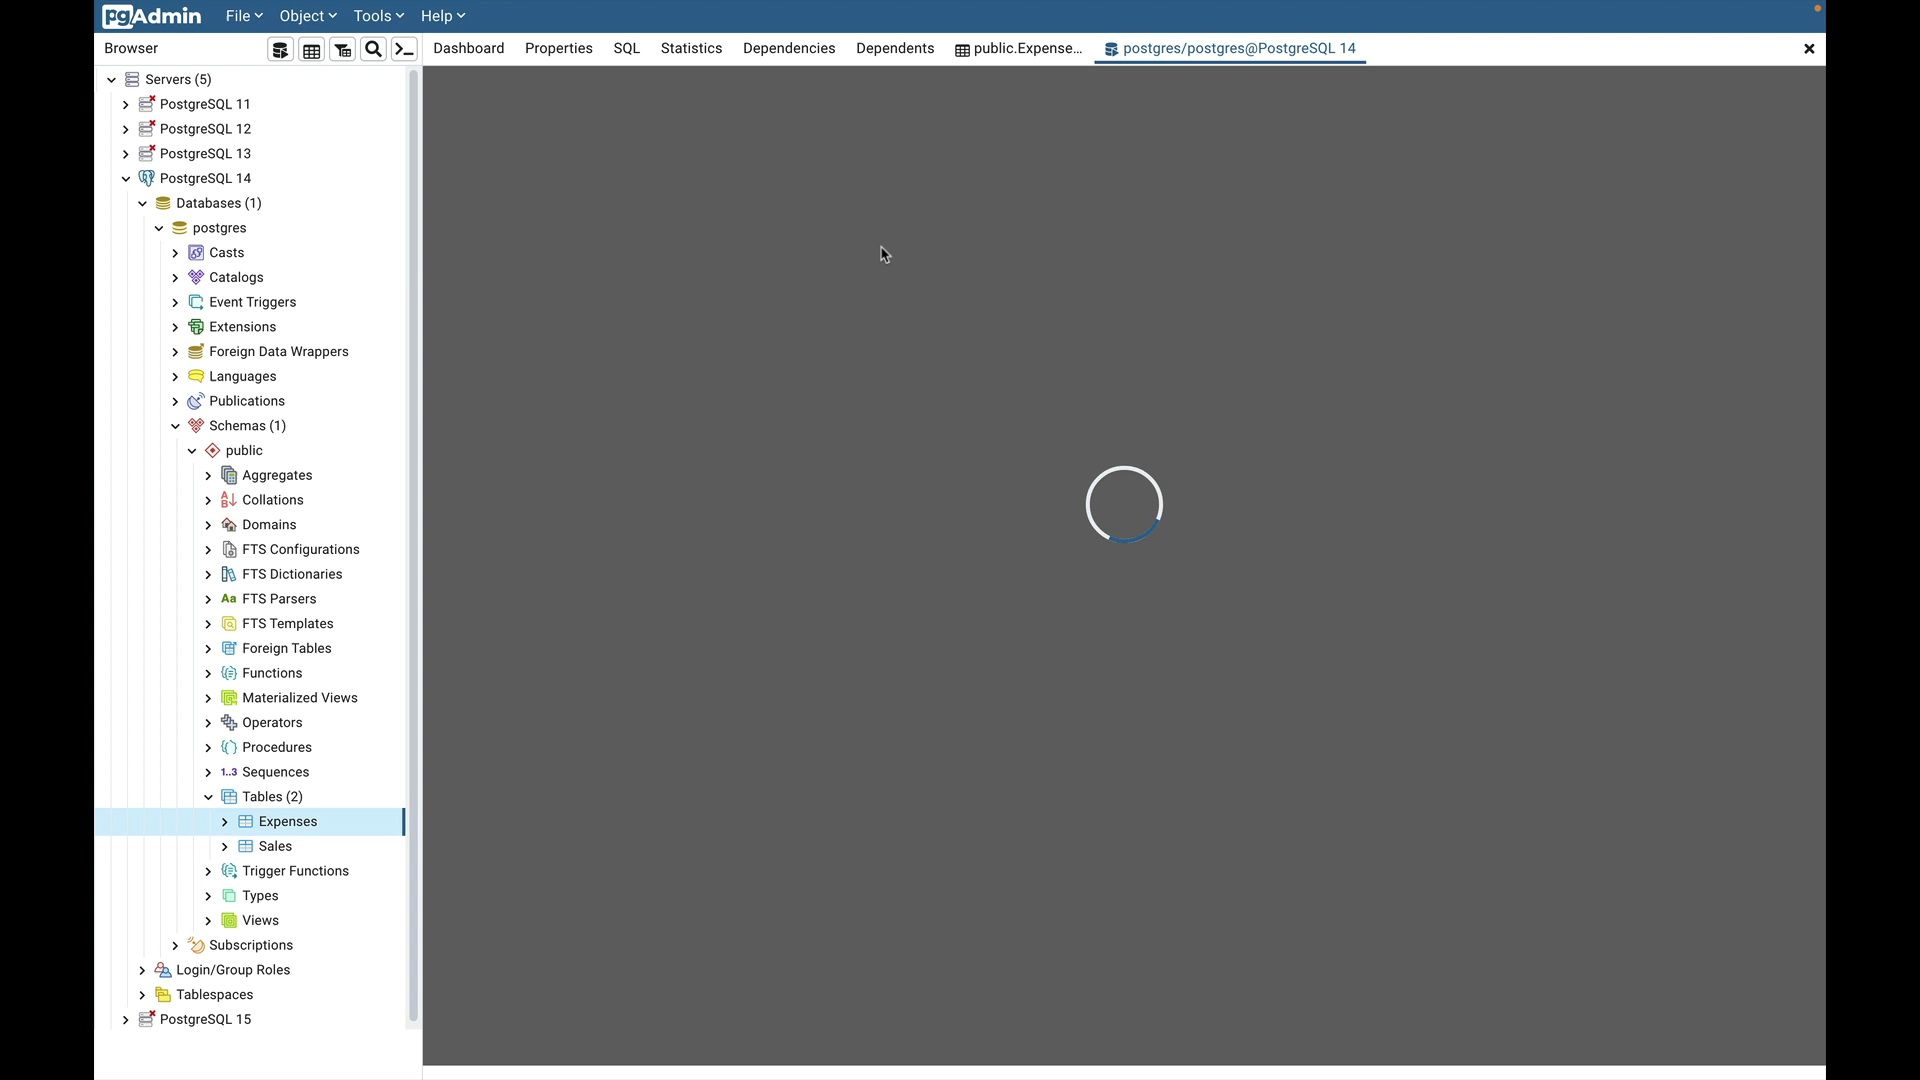 pgAdmin File Object Tools Help
Browser
Dashboard Properties SQL Statistics Dependencies Dependents public.Expense... postgres/postgres@PostgreSQL 14
Servers (5)
PostgreSQL 11
PostgreSQL 12
PostgreSQL 13
PostgreSQL 14
Databases (1)
postgres
Casts
Catalogs
Event Triggers
Extensions
Foreign Data Wrappers
Languages
Publications
Schemas (1)
public
Aggregates
Collations
Domains
FTS Configurations
FTS Dictionaries
Aa FTS Parsers
FTS Templates
Foreign Tables
Functions
Materialized Views
Operators
Procedures
1..3 Sequences
Tables (2)
Expenses
Sales
Trigger Functions
Types
Views
Subscriptions
Login/Group Roles
Tablespaces
PostgreSQL 15